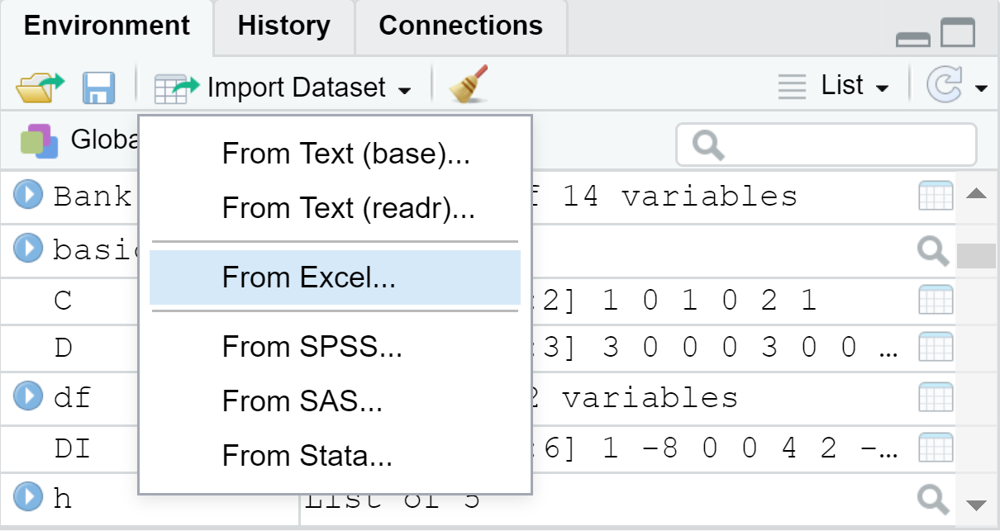 Environment History Connections
Import Dataset List
Globa
From Text (base)...
From Text (readr)...
From Excel...
From SPSS...
From SAS...
From Stata...
Bank f 14 variables
basic
C :2] 1 0 1 0 2 1
D :3] 3 0 0 0 3 0 0 …
df 2 variables
DI :6] 1 -8 0 0 4 2 -…
h List of 5